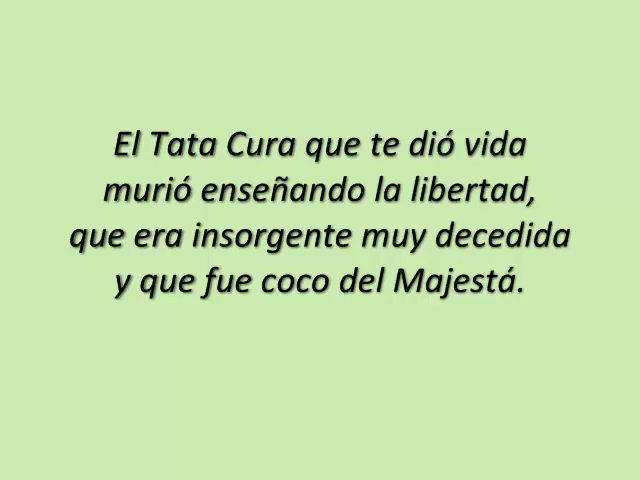 El Tata Cura que te dió vida
murió enseñando la libertad,
que era insorgente muy decedida
y que fue coco del Majestá.